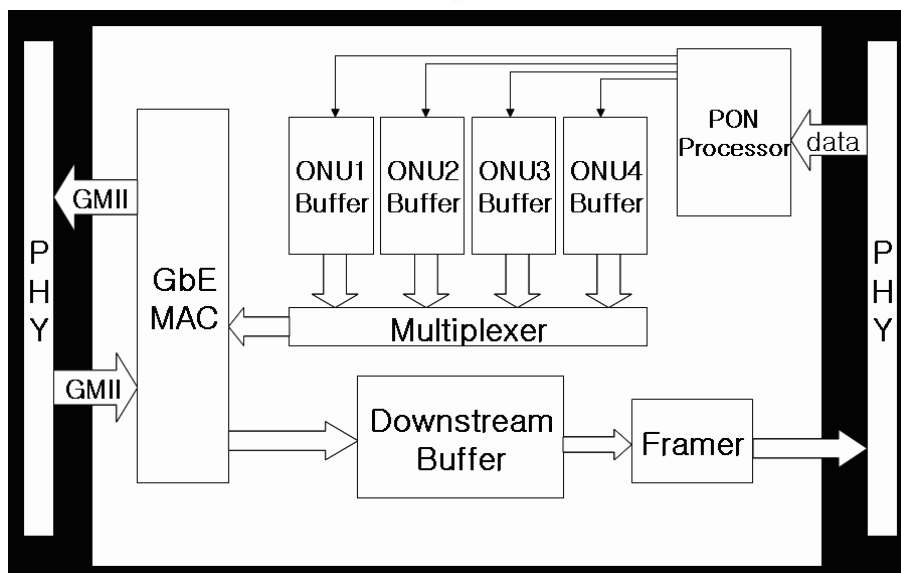 PON
Processor
data
ONU1
Buffer
ONU2
Buffer
ONU3
Buffer
ONU4
Buffer
GMII
P
H
Y
GbE
MAC
P
H
Y
Multiplexer
GMII
Downstream
Buffer
Framer